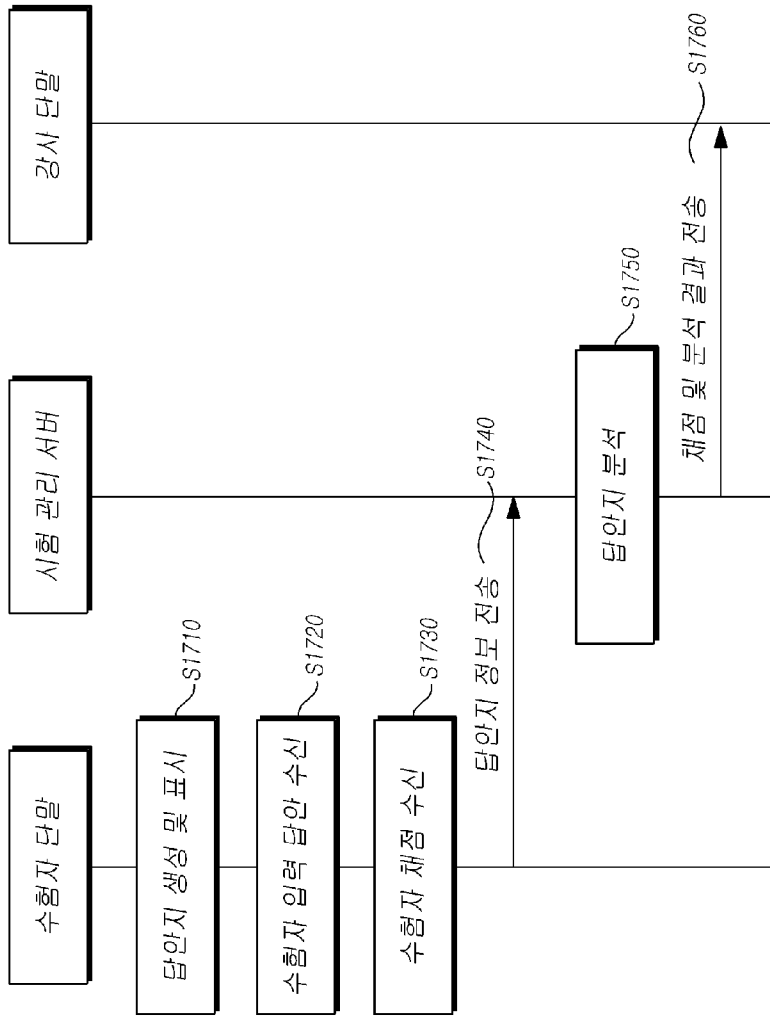 수험자 단말
시험 관리 서버
강사 단말
답안지 생성 및 표시
S1710
수험자 입력 답안 수신
S1720
수험자 채점 수신
S1730
답안지 정보 전송
S1740
답안지 분석
S1750
채점 및 분석 결과 전송
S1760